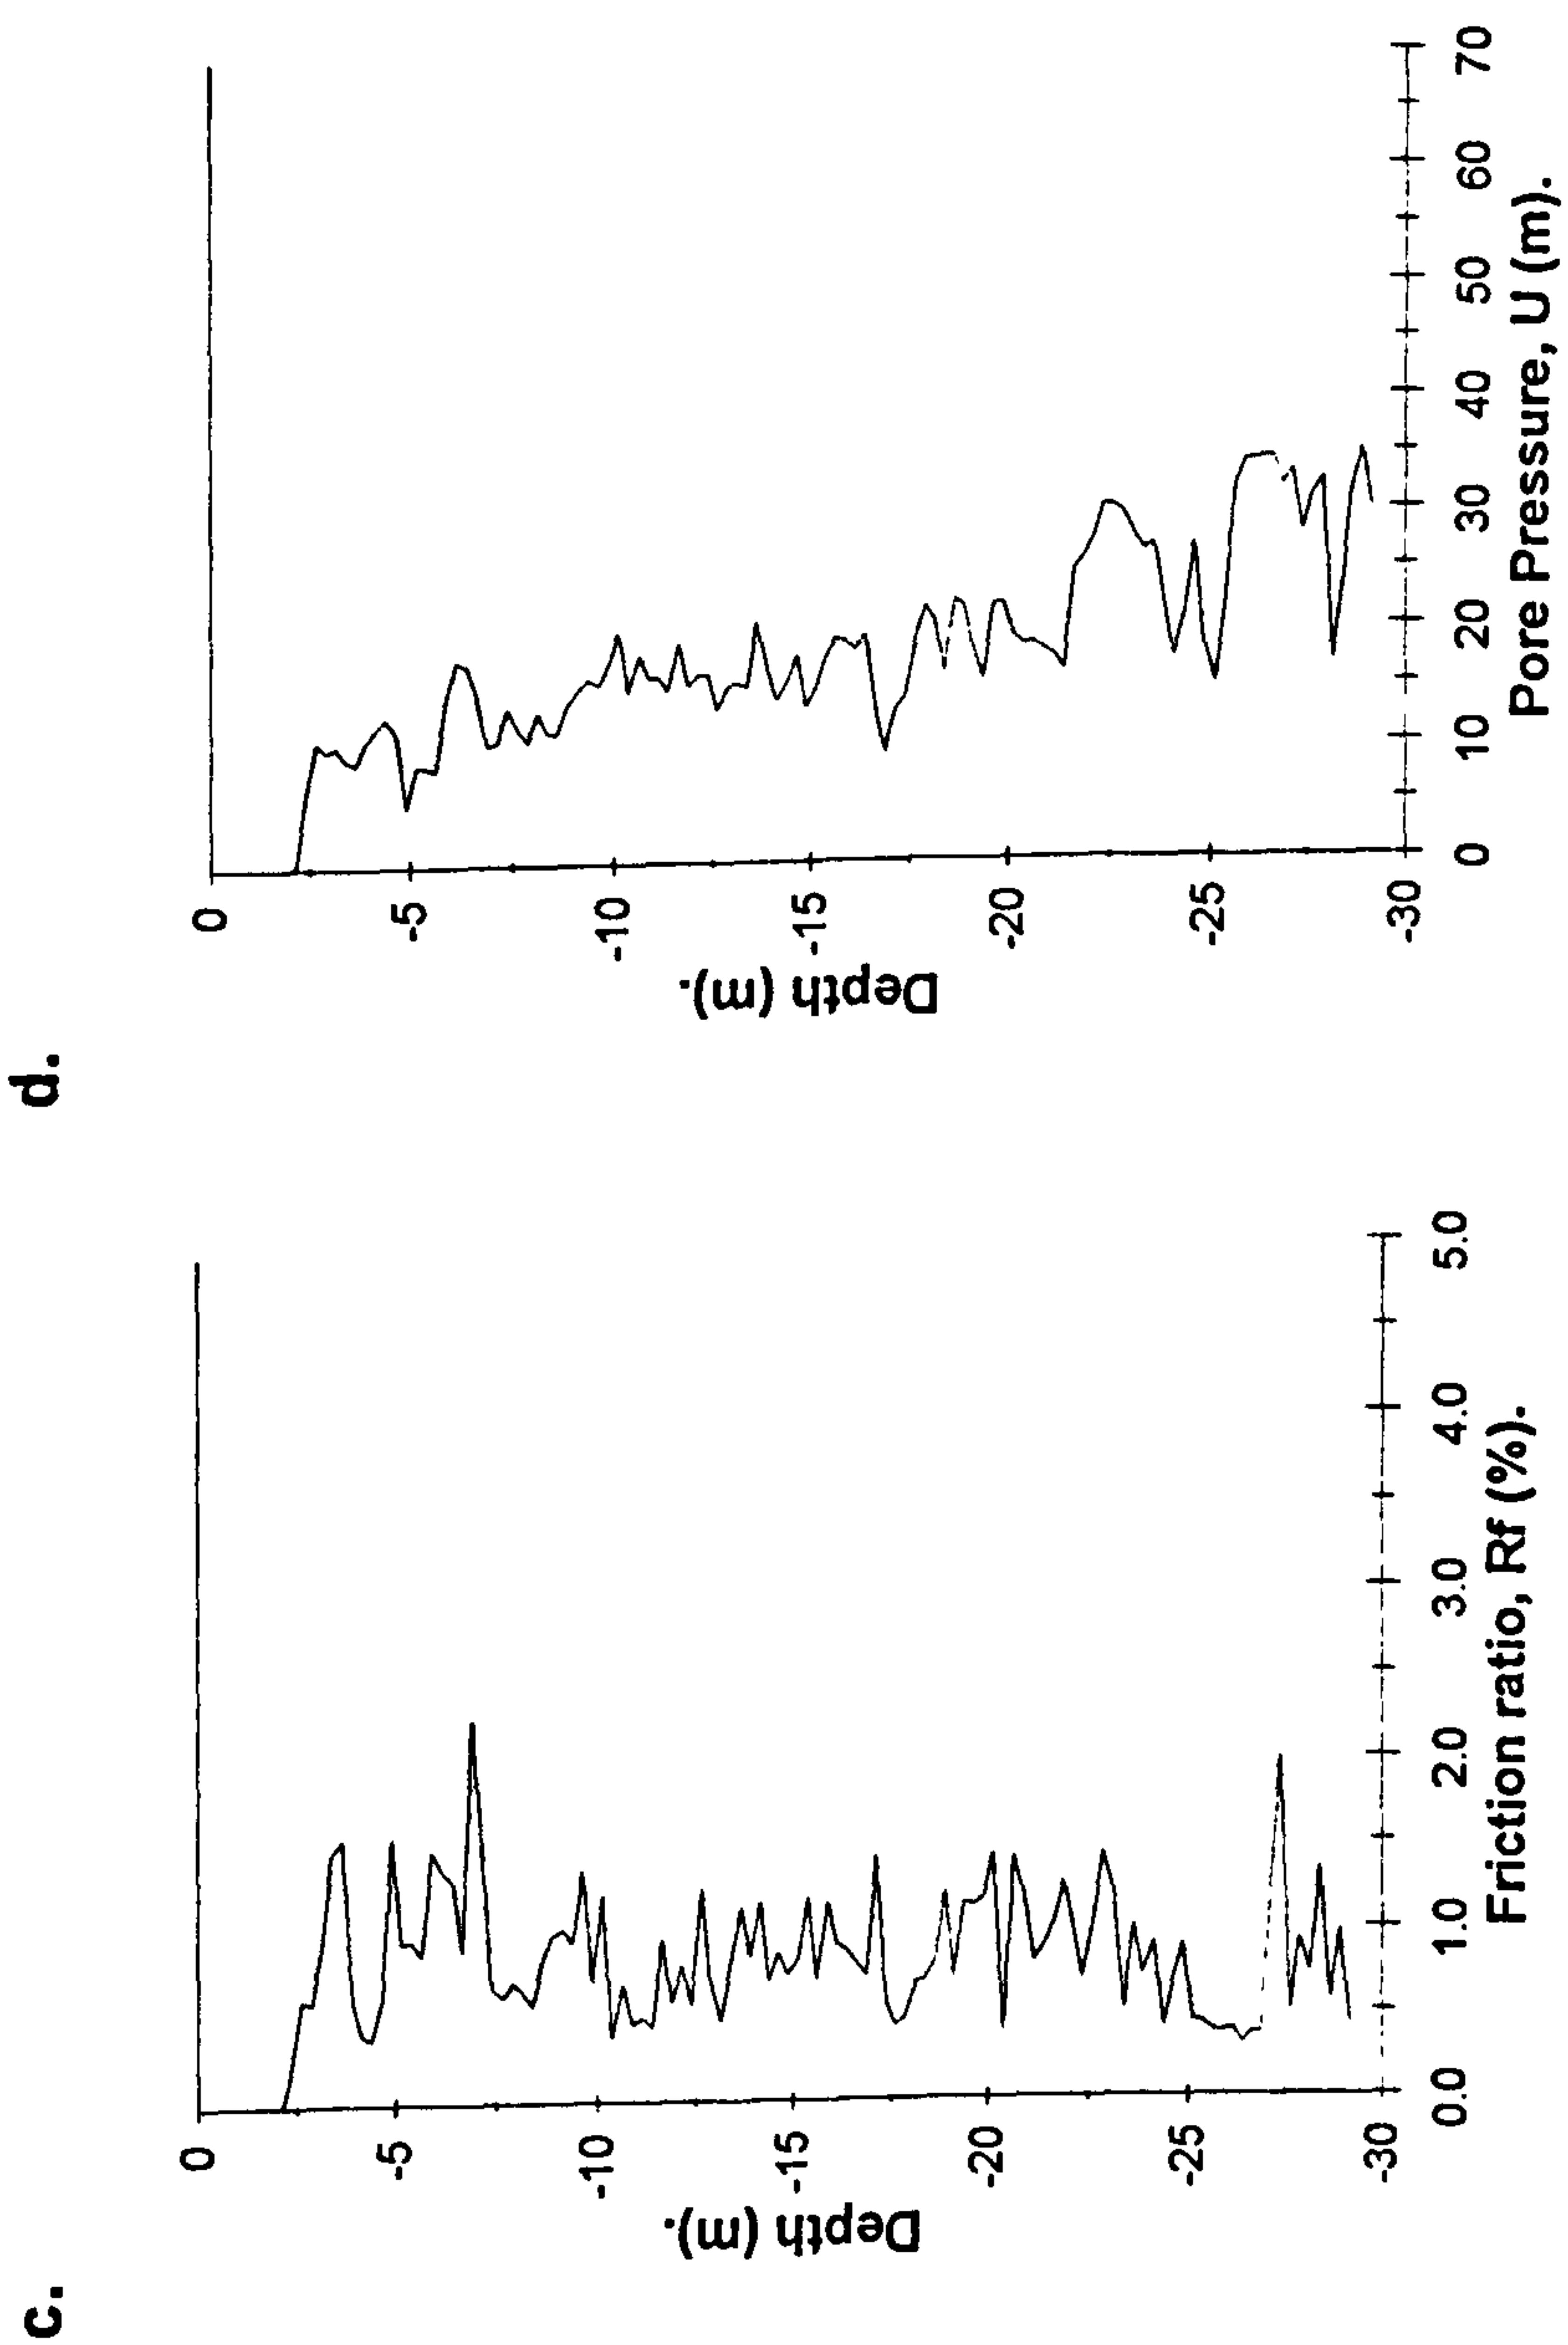 c.
Depth (m).
0
-5
-10
-15
-20
-25
-30
0.0 1.0 2.0 3.0 4.0 5.0
Friction ratio, Rf (%).
d.
Depth (m).
0
-5
-10
-15
-20
-25
-30
0 10 20 30 40 50 60 70
Pore Pressure, U (m).